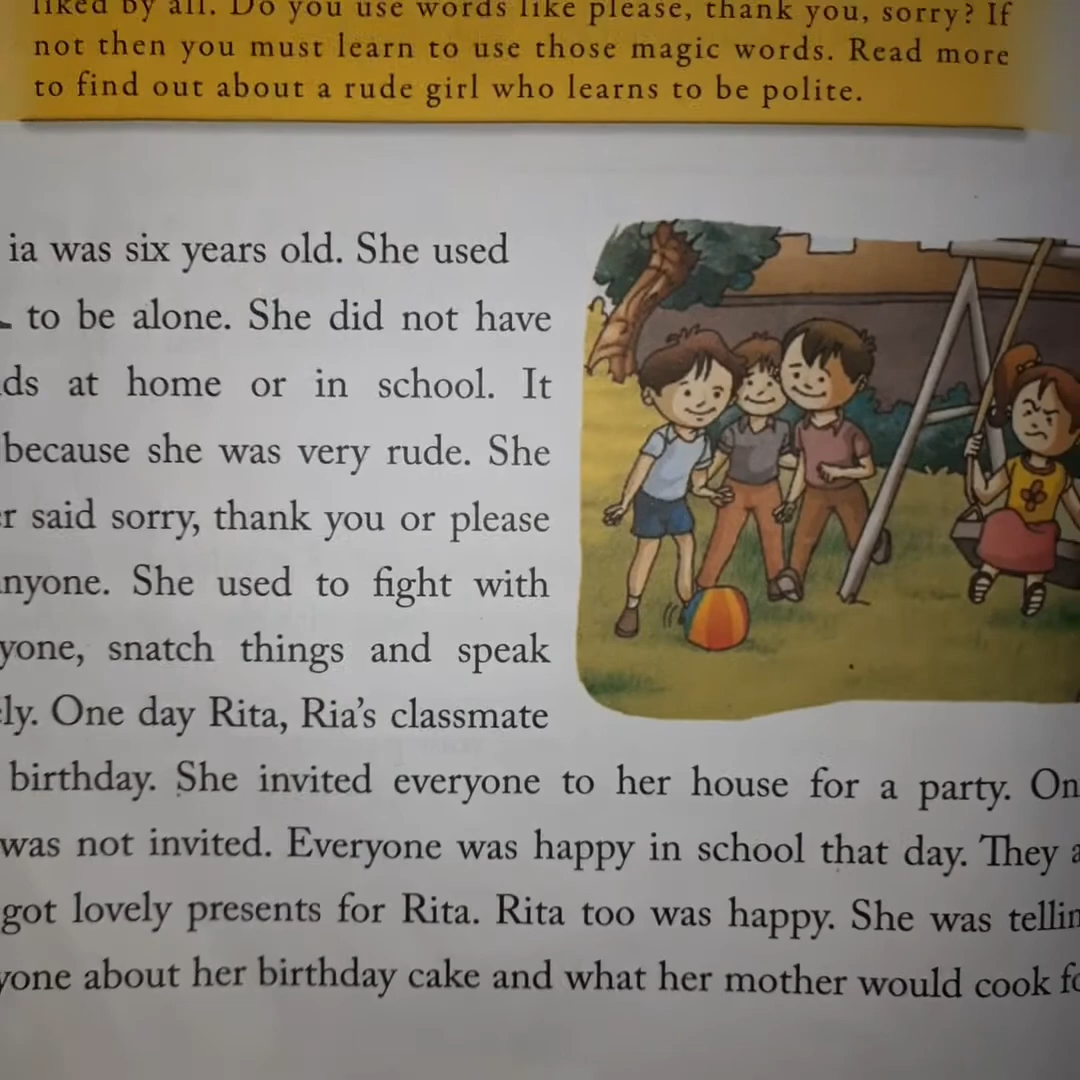 liked by all. Do you use words like please, thank you, sorry? If
not then you must learn to use those magic words. Read more
to find out about a rude girl who learns to be polite.
ia was six years old. She used
to be alone. She did not have
ds at home or in school. It
because she was very rude. She
er said sorry, thank you or please
nyone. She used to fight with
yone, snatch things and speak
ely. One day Rita, Ria's classmate
birthday. She invited everyone to her house for a party. On
was not invited. Everyone was happy in school that day. They a
got lovely presents for Rita. Rita too was happy. She was tellin
yone about her birthday cake and what her mother would cook fo